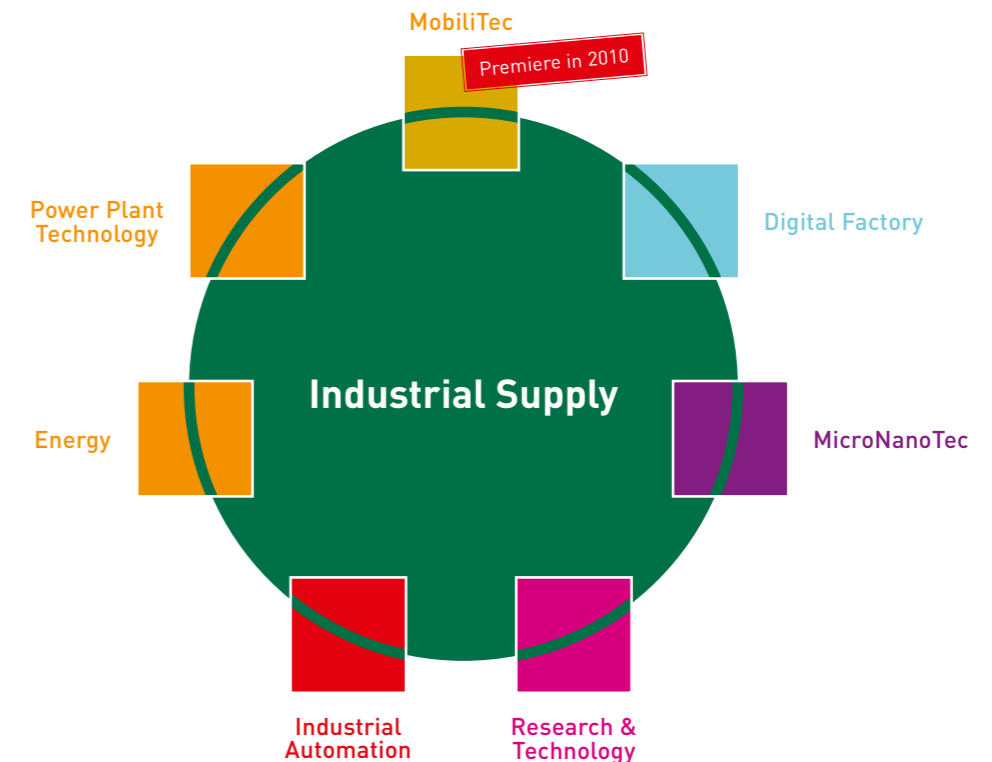 MobiliTec
Premiere in 2010
Power Plant
Technology
Digital Factory
Industrial Supply
Energy
MicroNanoTec
Industrial
Automation
Research &
Technology